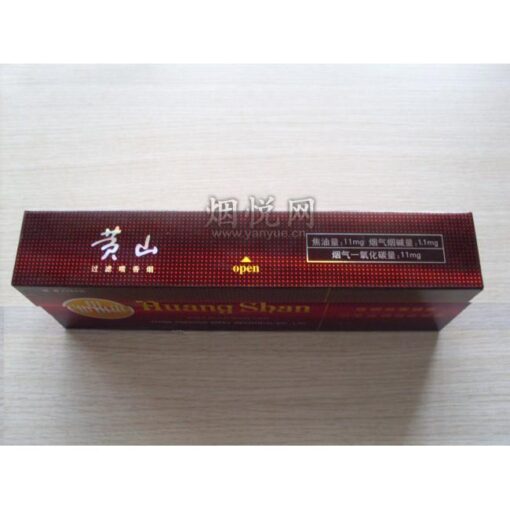 烟悦网
www.yanyue.cn
黄山
过滤嘴香烟
open
焦油量:11mg 烟气烟碱量:1.1mg
烟气一氧化碳量:11mg
Huang Shan